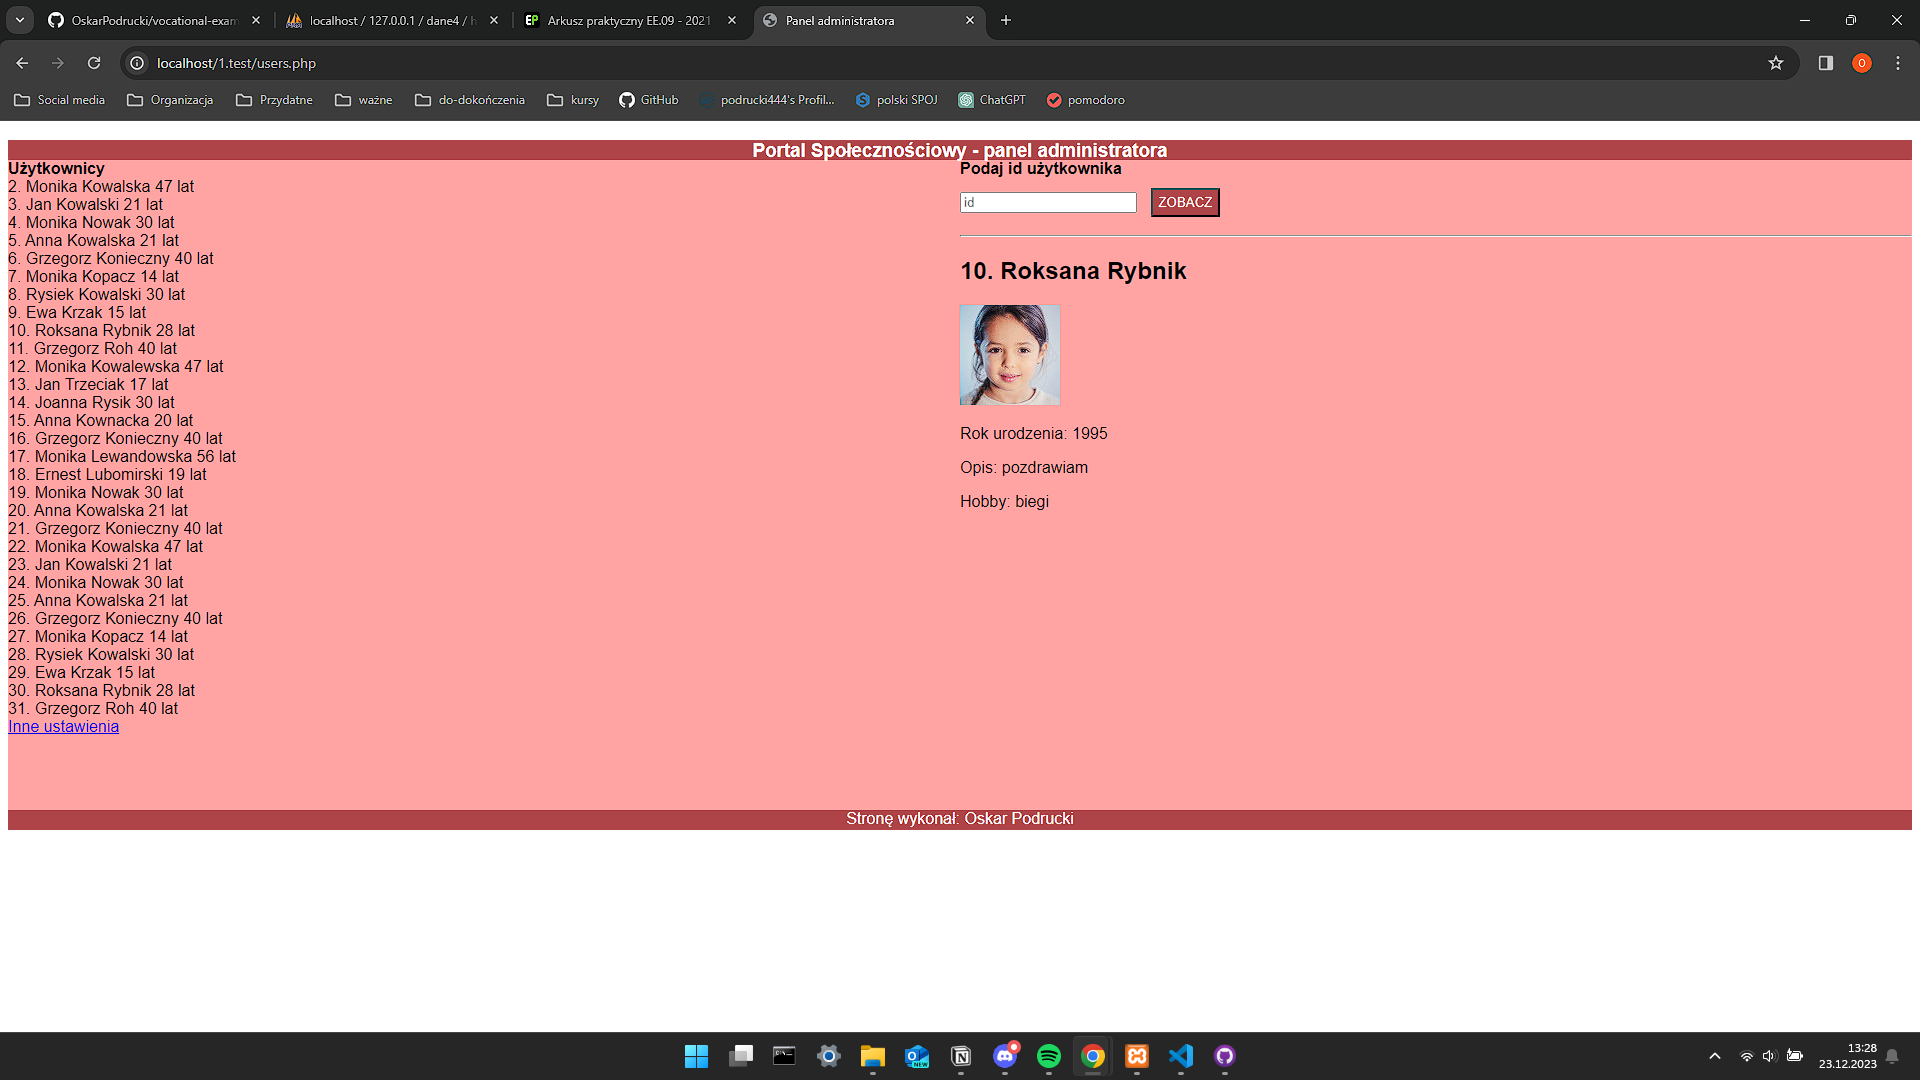 OskarPodrucki/vocational-exam
localhost / 127.0.0.1 / dane4 / h
EP Arkusz praktyczny EE.09 - 2021
Panel administratora
localhost/1.test/users.php
O
Social media
Organizacja
Przydatne
ważne
do-dokończenia
kursy
GitHub
podrucki444's Profil...
polski SPOJ
ChatGPT
pomodoro
Portal Społecznościowy - panel administratora
Użytkownicy
2. Monika Kowalska 47 lat
3. Jan Kowalski 21 lat
4. Monika Nowak 30 lat
5. Anna Kowalska 21 lat
6. Grzegorz Konieczny 40 lat
7. Monika Kopacz 14 lat
8. Rysiek Kowalski 30 lat
9. Ewa Krzak 15 lat
10. Roksana Rybnik 28 lat
11. Grzegorz Roh 40 lat
12. Monika Kowalewska 47 lat
13. Jan Trzeciak 17 lat
14. Joanna Rysik 30 lat
15. Anna Kownacka 20 lat
16. Grzegorz Konieczny 40 lat
17. Monika Lewandowska 56 lat
18. Ernest Lubomirski 19 lat
19. Monika Nowak 30 lat
20. Anna Kowalska 21 lat
21. Grzegorz Konieczny 40 lat
22. Monika Kowalska 47 lat
23. Jan Kowalski 21 lat
24. Monika Nowak 30 lat
25. Anna Kowalska 21 lat
26. Grzegorz Konieczny 40 lat
27. Monika Kopacz 14 lat
28. Rysiek Kowalski 30 lat
29. Ewa Krzak 15 lat
30. Roksana Rybnik 28 lat
31. Grzegorz Roh 40 lat
Inne ustawienia
Podaj id użytkownika
id
ZOBACZ
10. Roksana Rybnik
Rok urodzenia: 1995
Opis: pozdrawiam
Hobby: biegi
Stronę wykonał: Oskar Podrucki
NEW
13:28
23.12.2023